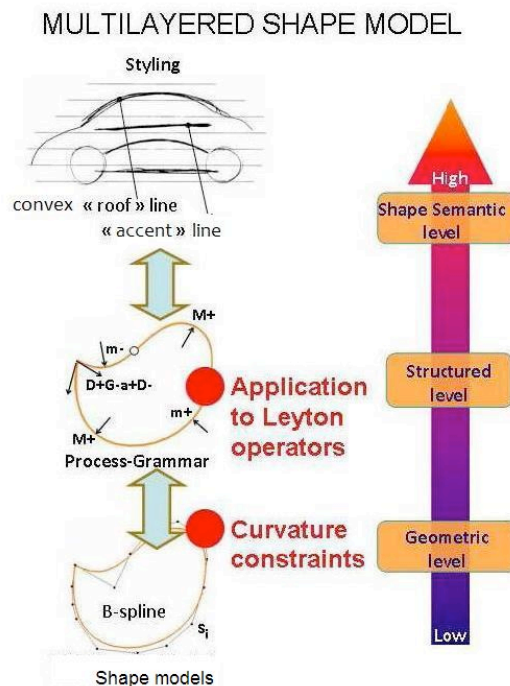 MULTILAYERED SHAPE MODEL
Styling
convex « roof» line
« accent » line
High
Shape Semantic
level
M+
m-
D+G-a+D-
m+
M+
Process-Grammar
Application
to Leyton
operators
Structured
level
Curvature
constraints
Geometric
level
B-spline
Si
Low
Shape models